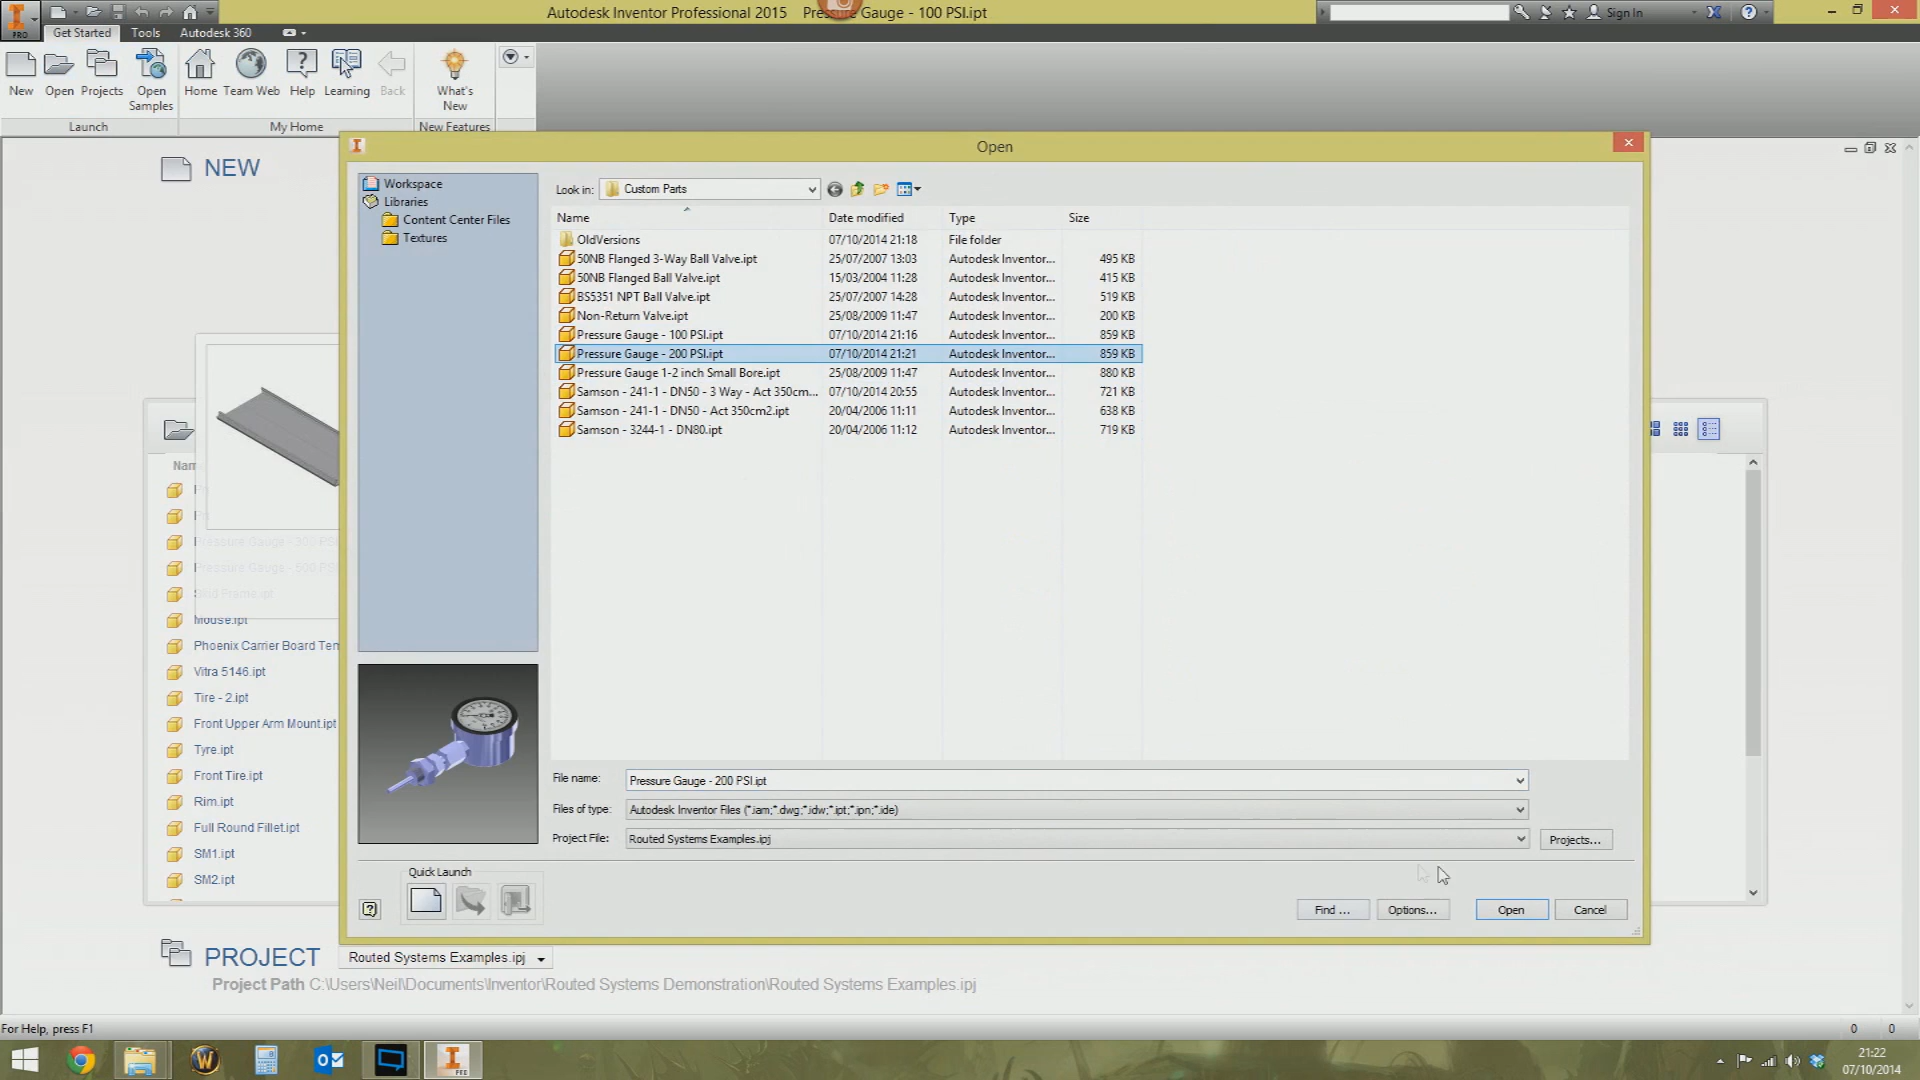 Autodesk Inventor Professional 2015
Sign In
Get Started
Tools
Autodesk 360
New
Open
Projects
Open Samples
Home
Team Web
Help
Learning
Back
What's New
Launch
My Home
New Features
NEW
Open
Workspace
Libraries
Content Center Files
Textures
Look in:
Custom Parts
Name Date modified Type Size
OldVersions 07/10/2014 21:18 File folder
50NB Flanged 3-Way Ball Valve.ipt 25/07/2007 13:03 Autodesk Inventor... 495 KB
50NB Flanged Ball Valve.ipt 15/03/2004 11:28 Autodesk Inventor... 415 KB
BS5351 NPT Ball Valve.ipt 25/07/2007 14:28 Autodesk Inventor... 519 KB
Non-Return Valve.ipt 25/08/2009 11:47 Autodesk Inventor... 200 KB
Pressure Gauge - 100 PSI.ipt 07/10/2014 21:16 Autodesk Inventor... 859 KB
Pressure Gauge - 200 PSI.ipt 07/10/2014 21:21 Autodesk Inventor... 859 KB
Pressure Gauge 1-2 inch Small Bore.ipt 25/08/2009 11:47 Autodesk Inventor... 880 KB
Samson - 241-1 - DN50 - 3 Way - Act 350cm... 07/10/2014 20:55 Autodesk Inventor... 721 KB
Samson - 241-1 - DN50 - Act 350cm2.ipt 20/04/2006 11:11 Autodesk Inventor... 638 KB
Samson - 3244-1 - DN80.ipt 20/04/2006 11:12 Autodesk Inventor... 719 KB
Mouse.ipt
Phoenix Carrier Board Tem
Vitra 5146.ipt
Tire - 2.ipt
Front Upper Arm Mount.ipt
Tyre.ipt
Front Tire.ipt
Rim.ipt
Full Round Fillet.ipt
SM1.ipt
SM2.ipt
File name: Pressure Gauge - 200 PSI.ipt
Files of type: Autodesk Inventor Files (*.iam;*.dwg;*.idw;*.ipt;*.ipn;*.ide)
Project File: Routed Systems Examples.ipj
Projects...
Quick Launch
Find ...
Options...
Open
Cancel
PROJECT
Routed Systems Examples.ipj
Project Path C:\Users\Neil\Documents\Inventor\Routed Systems Demonstration\Routed Systems Examples.ipj
For Help, press F1
0 0
21:22
07/10/2014